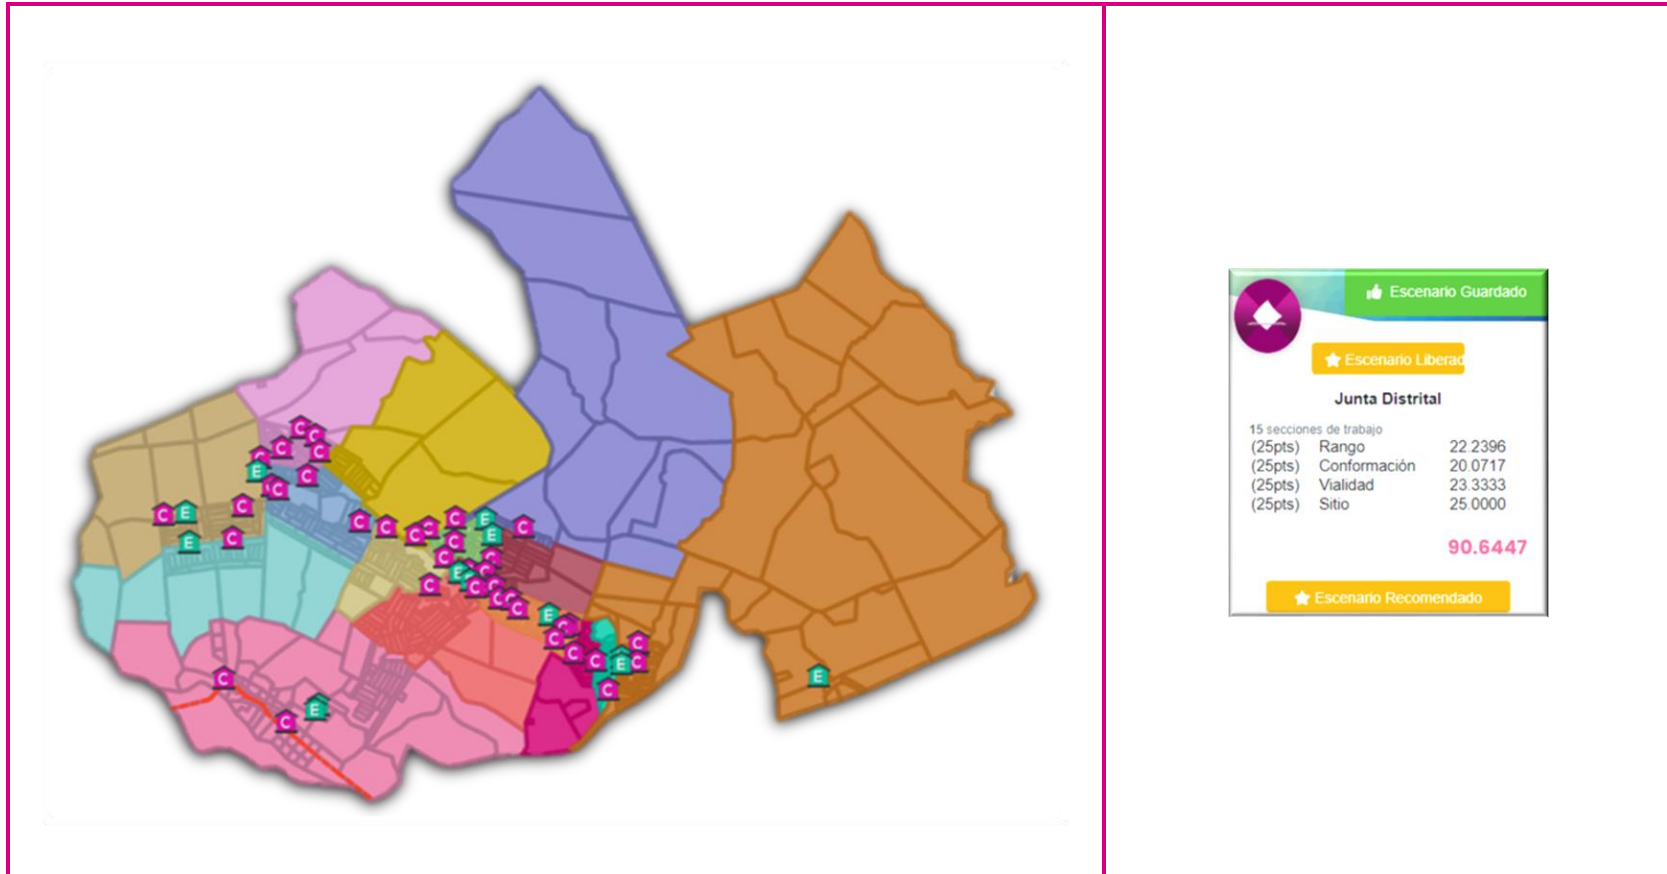 Escenario Guardado
Escenario Liberad
Junta Distrital
15 secciones de trabajo
(25pts) Rango 22.2396
(25pts) Conformación 20.0717
(25pts) Vialidad 23.3333
(25pts) Sitio 25.0000
90.6447
Escenario Recomendado
C
C
C
C
C
E
C
C
C
C
E
E
C
C
C
C
C
C
E
C
E
C
C
C
E
C
C
C
C
C
C
E
C
C
C
C
E
C
C
C
E
C
C
E
E